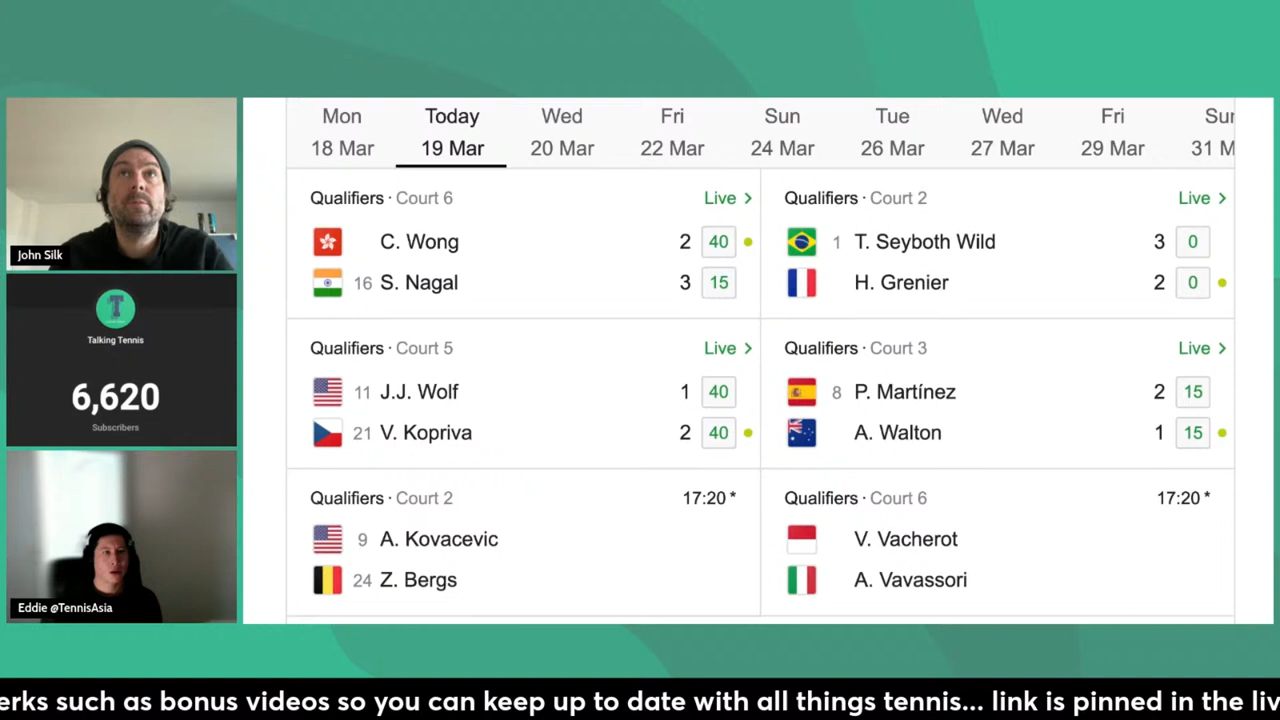 John Silk
T
Talking Tennis
6,620
Subscribers
Eddie @TennisAsia
Mon Today Wed Fri Sun Tue Wed Fri Sun
18 Mar 19 Mar 20 Mar 22 Mar 24 Mar 26 Mar 27 Mar 29 Mar 31 M
Qualifiers · Court 6 Live >
C. Wong 2 40
16 S. Nagal 3 15
Qualifiers · Court 2 Live >
1 T. Seyboth Wild 3 0
H. Grenier 2 0
Qualifiers · Court 5 Live >
11 J.J. Wolf 1 40
21 V. Kopriva 2 40
Qualifiers · Court 3 Live >
8 P. Martínez 2 15
A. Walton 1 15
Qualifiers · Court 2 17:20 *
9 A. Kovacevic
24 Z. Bergs
Qualifiers · Court 6 17:20 *
V. Vacherot
A. Vavassori
erks such as bonus videos so you can keep up to date with all things tennis... link is pinned in the liv